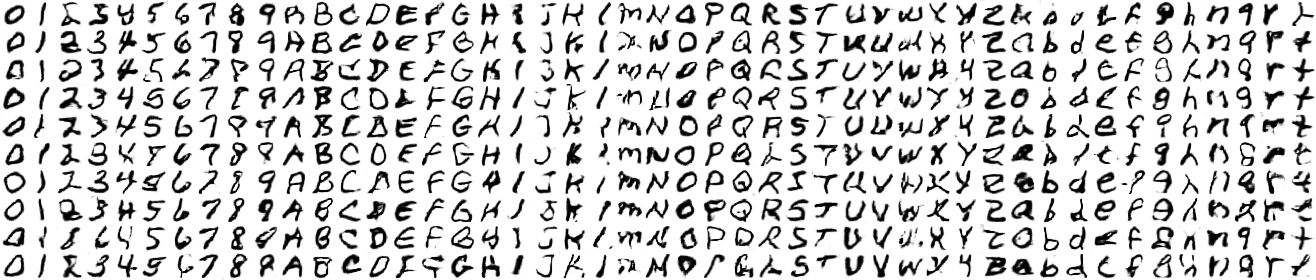 0 1 2 3 4 5 6 7 8 9 A B C D E F G H I J K l m N O P Q R S T U V W X Y Z a b d e f g h n q r t
0 1 2 3 4 5 6 7 8 9 A B C D E F G H I J K l m N O P Q R S T U V W X Y Z a b d e f g h n q r t
0 1 2 3 4 5 6 7 8 9 A B C D E F G H I J K l m N O P Q R S T U V W X Y Z a b d e f g h n q r t
0 1 2 3 4 5 6 7 8 9 A B C D E F G H I J K l m N O P Q R S T U V W X Y Z a b d e f g h n q r t
0 1 2 3 4 5 6 7 8 9 A B C D E F G H I J K l m N O P Q R S T U V W X Y Z a b d e f g h n q r t
0 1 2 3 4 5 6 7 8 9 A B C D E F G H I J K l m N O P Q R S T U V W X Y Z a b d e f g h n q r t
0 1 2 3 4 5 6 7 8 9 A B C D E F G H I J K l m N O P Q R S T U V W X Y Z a b d e f g h n q r t
0 1 2 3 4 5 6 7 8 9 A B C D E F G H I J K l m N O P Q R S T U V W X Y Z a b d e f g h n q r t
0 1 8 6 4 5 6 7 8 9 A B C D E F G H I J K l m N O P Q R S T U V W X Y Z a b d e f g h n q r t
0 1 2 3 4 5 6 7 8 9 A B C D E F G H I J K l m N O P Q R S T U V W X Y Z a b d e f g h n q r t